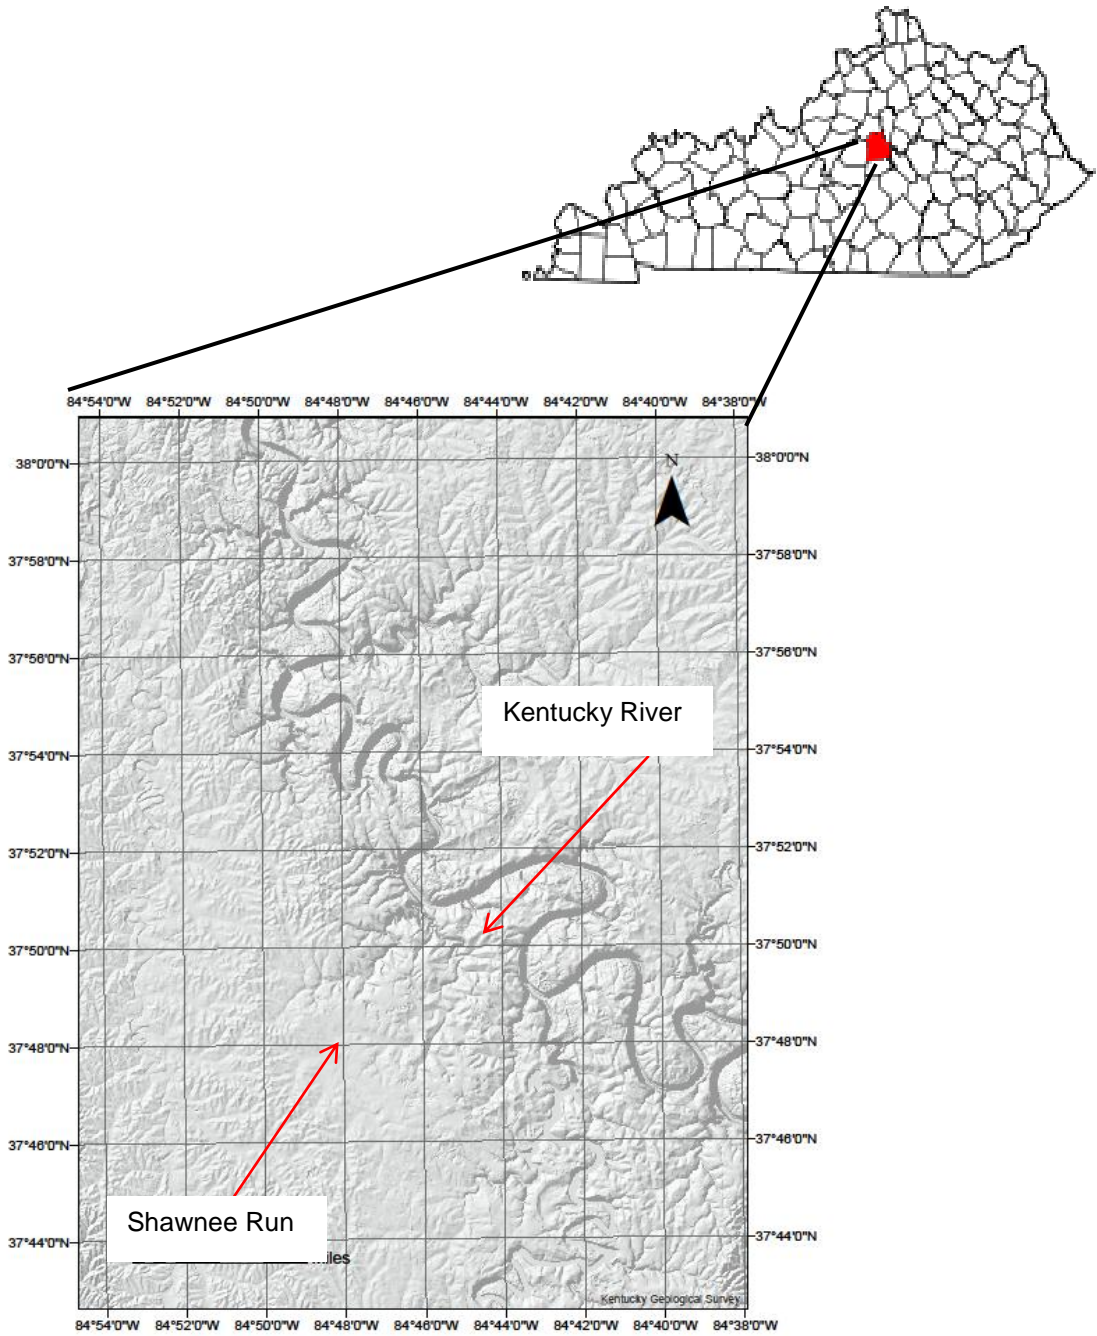 84°54'0"W 84°52'0"W 84°50'0"W 84°48'0"W 84°46'0"W 84°44'0"W 84°42'0"W 84°40'0"W 84°38'0"W
38°0'0"N 38°0'0"N
N
37°58'0"N 37°58'0"N
37°56'0"N 37°56'0"N
Kentucky River
37°54'0"N 37°54'0"N
37°52'0"N 37°52'0"N
37°50'0"N 37°50'0"N
37°48'0"N 37°48'0"N
37°46'0"N 37°46'0"N
Shawnee Run
37°44'0"N 37°44'0"N
iles
Kentucky Geological Survey
84°54'0"W 84°52'0"W 84°50'0"W 84°48'0"W 84°46'0"W 84°44'0"W 84°42'0"W 84°40'0"W 84°38'0"W